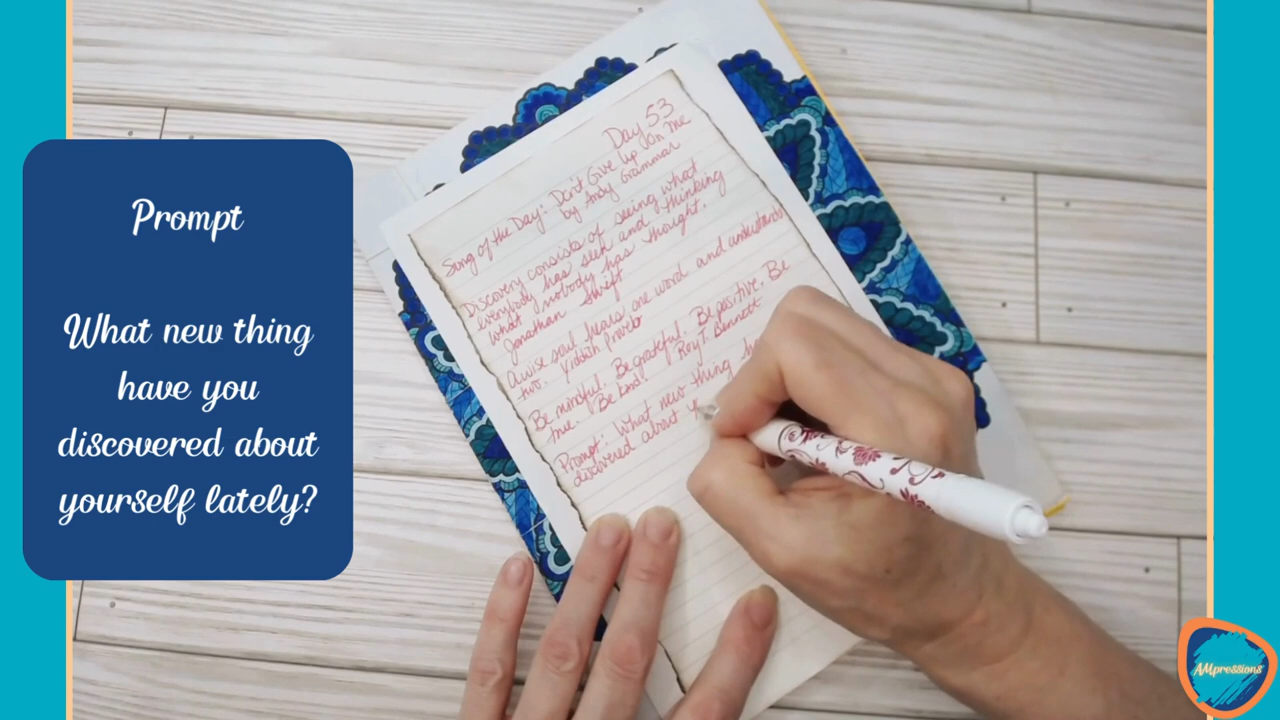 Prompt
What new thing
have you
discovered about
yourself lately?
Day 53
Song of the Day: Don't Give Up On Me
by Andy Grammar
Discovery consists of seeing what
everybody has seen and thinking
what nobody has thought.
Jonathan Swift
A wise soul hears one word and understands
two. Yiddish Proverb
Be mindful. Be grateful. Be positive. Be
true. Be kind. Roy T. Bennett
Prompt: What new thing
discovered about
AMpressions